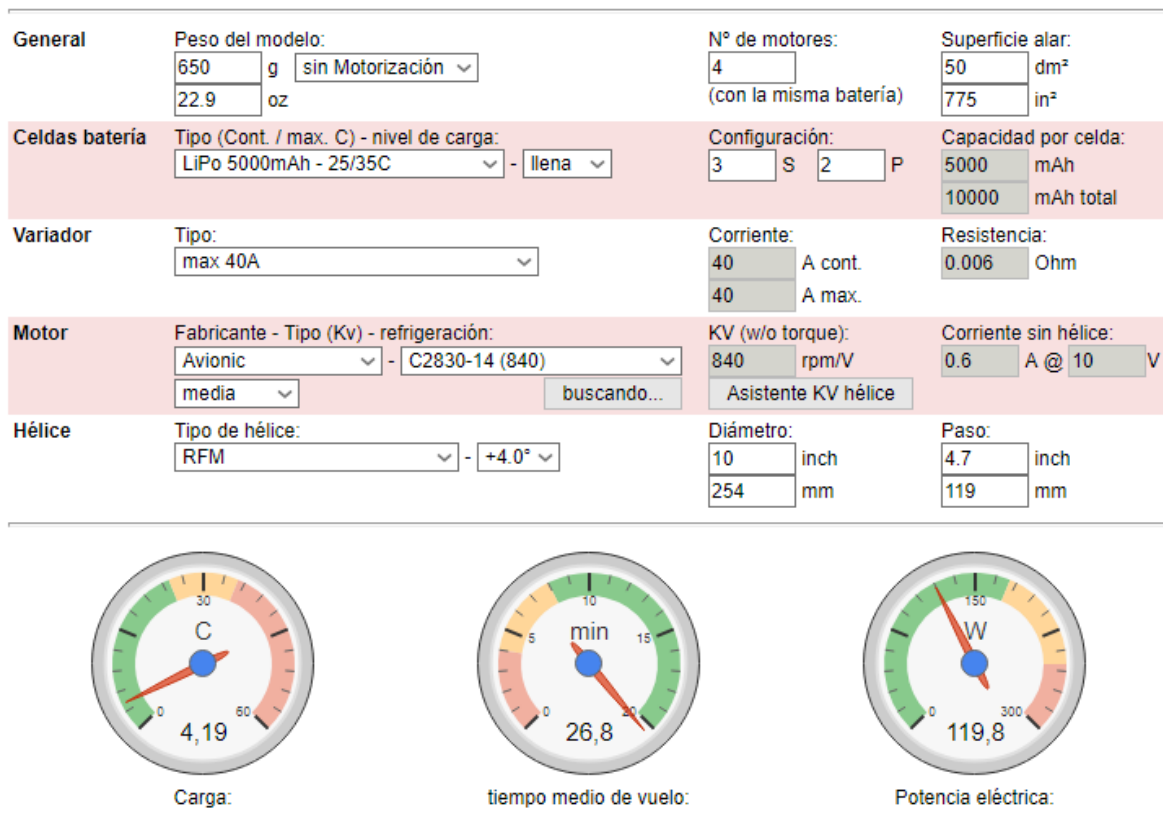 General Peso del modelo: Nº de motores: Superficie alar:
650 g sin Motorización 4 50 dm²
22.9 oz (con la misma batería) 775 in²
Celdas batería Tipo (Cont. / max. C) - nivel de carga: Configuración: Capacidad por celda:
LiPo 5000mAh - 25/35C - llena 3 S 2 P 5000 mAh
10000 mAh total
Variador Tipo: Corriente: Resistencia:
max 40A 40 A cont. 0.006 Ohm
40 A max.
Motor Fabricante - Tipo (Kv) - refrigeración: KV (w/o torque): Corriente sin hélice:
Avionic - C2830-14 (840) 840 rpm/V 0.6 A @ 10 V
media buscando... Asistente KV hélice
Hélice Tipo de hélice: Diámetro: Paso:
RFM - +4.0° 10 inch 4.7 inch
254 mm 119 mm
30 10 150
C min W
5 15
0 60 0 20 0 300
4,19 26,8 119,8
Carga: tiempo medio de vuelo: Potencia eléctrica: